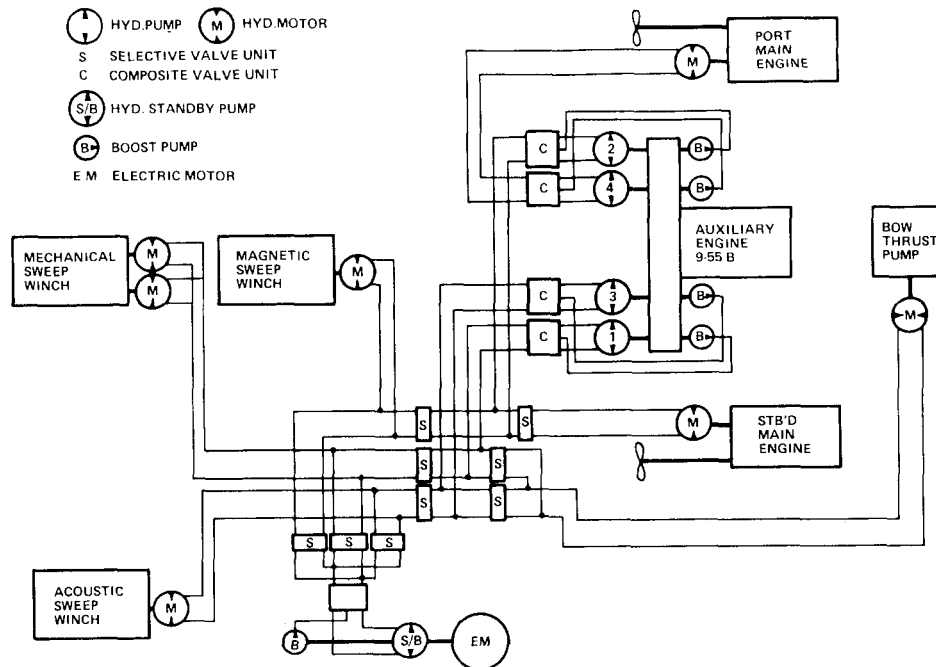 HYD.PUMP
M
HYD.MOTOR
S SELECTIVE VALVE UNIT
C COMPOSITE VALVE UNIT
S/B HYD. STANDBY PUMP
B BOOST PUMP
E M ELECTRIC MOTOR
PORT
MAIN
ENGINE
M
C
2
B
C
4
B
AUXILIARY
ENGINE
9-55 B
BOW
THRUST
PUMP
MECHANICAL
SWEEP
WINCH
M
M
MAGNETIC
SWEEP
WINCH
M
C
3
B
C
1
B
M
S
S
M
STB'D
MAIN
ENGINE
S
S
S
S
S
S
S
ACOUSTIC
SWEEP
WINCH
M
B
S/B
EM